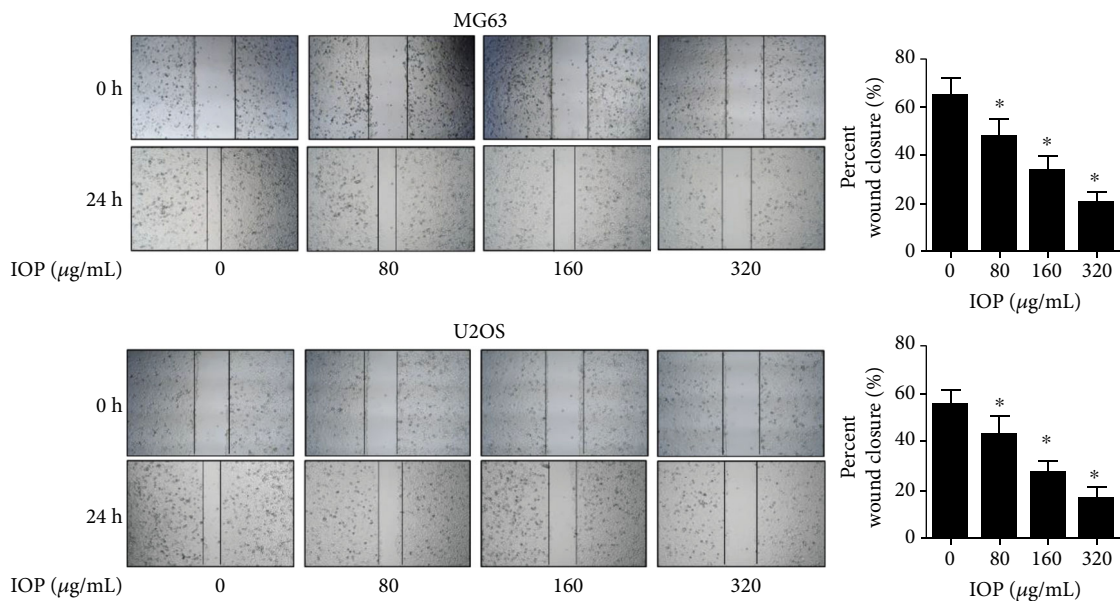 MG63
0 h
24 h
IOP (μg/mL)
0
80
160
320
Percent
wound closure (%)
80
60
40
20
0
*
*
*
0
80
160
320
IOP (μg/mL)
U2OS
0 h
24 h
IOP (μg/mL)
0
80
160
320
Percent
wound closure (%)
80
60
40
20
0
*
*
*
0
80
160
320
IOP (μg/mL)